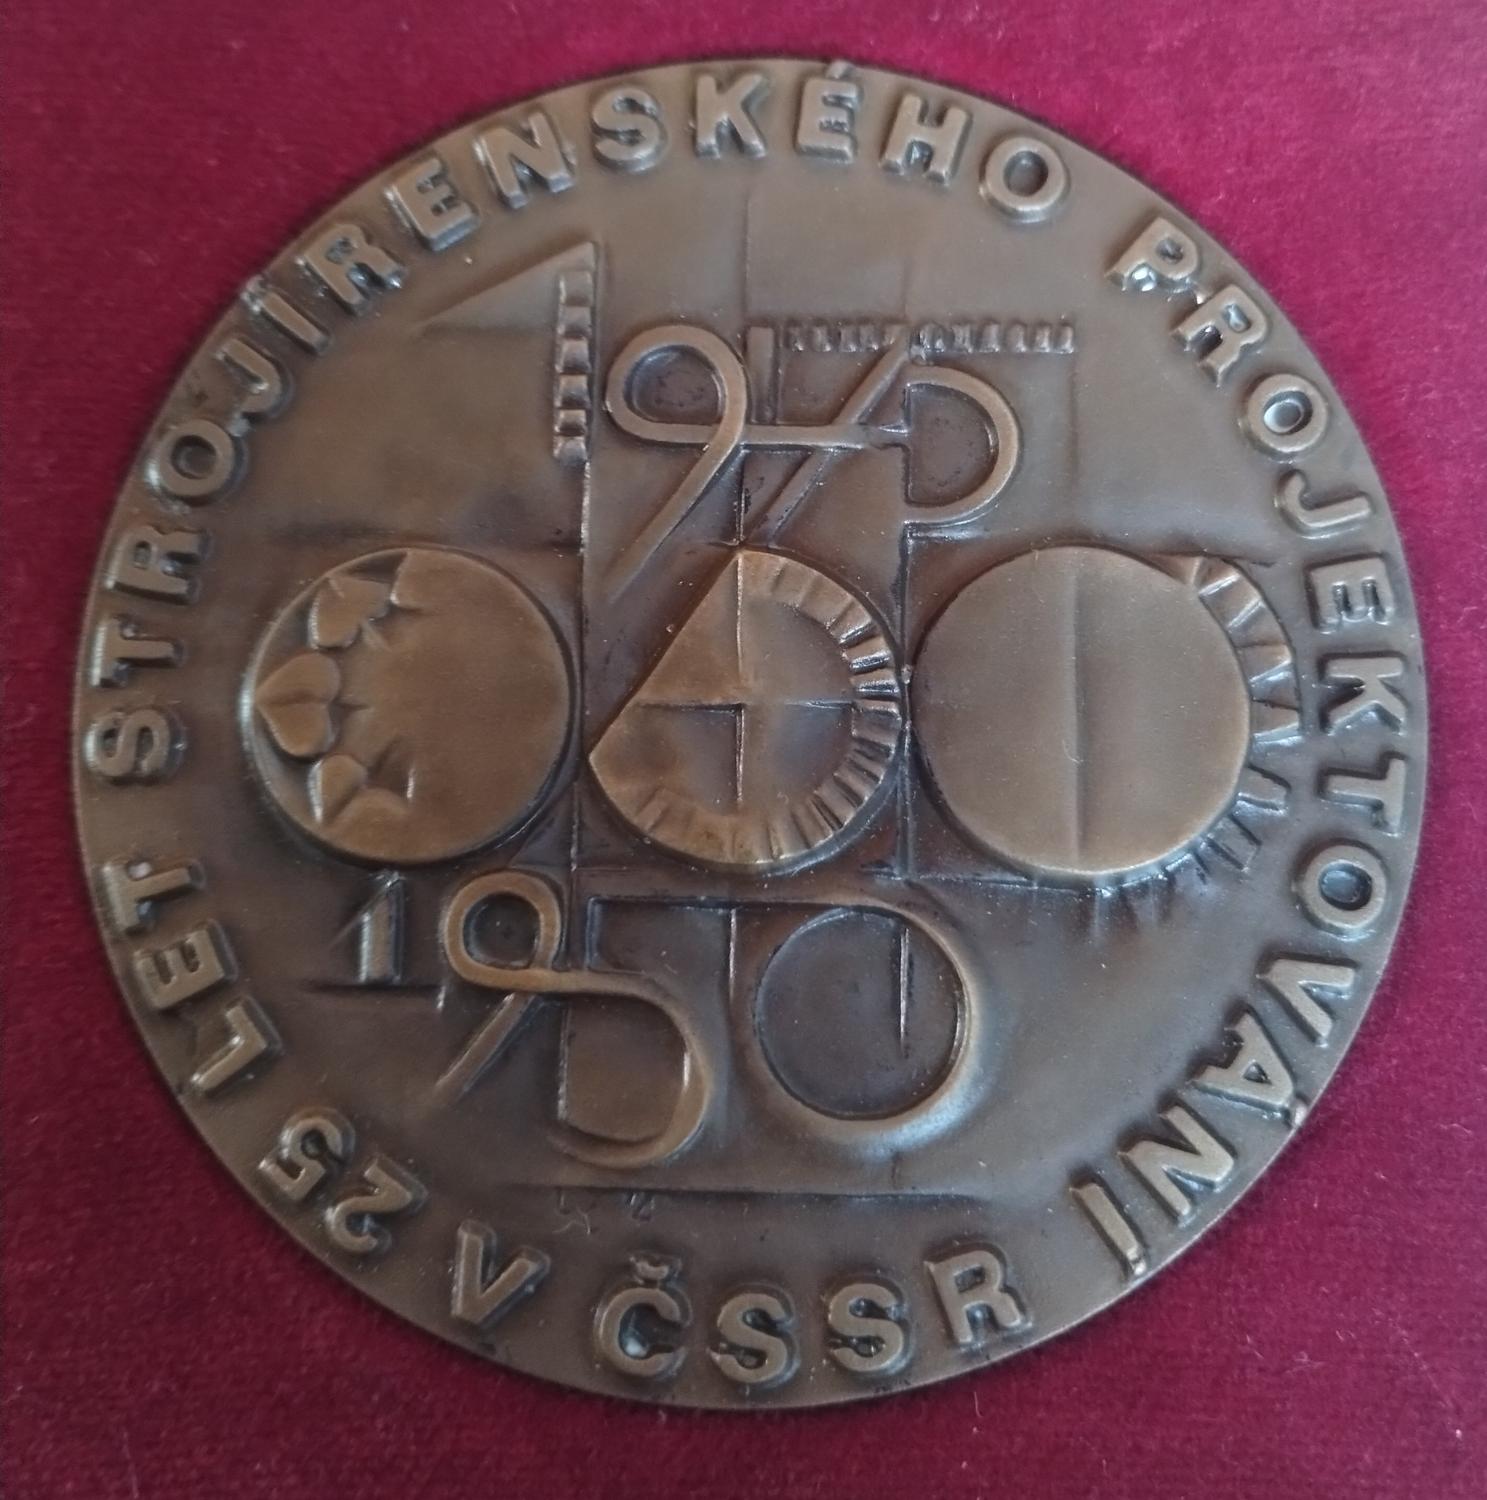 25 LET STROJÍRENSKÉHO PROJEKTOVÁNÍ
V ČSSR
1975
1950